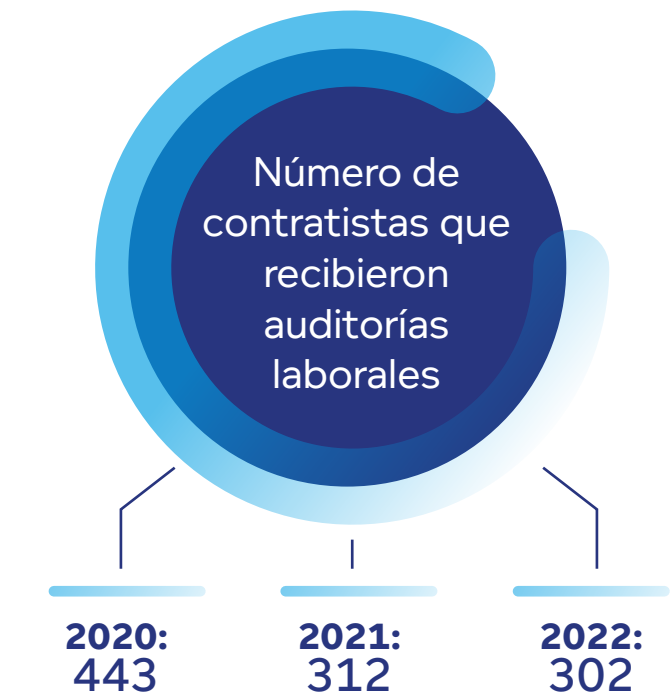 Número de
contratistas que
recibieron
auditorías
laborales
2020:
443
2021:
312
2022:
302